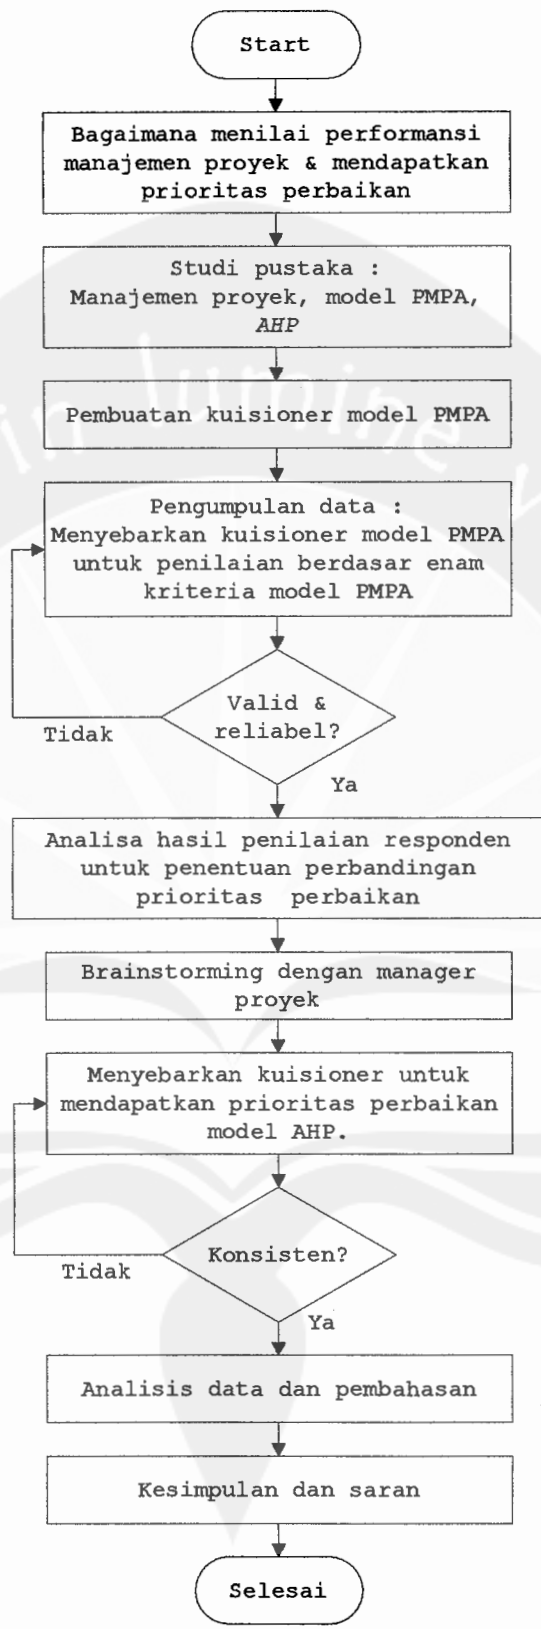 Start
Bagaimana menilai performansi
manajemen proyek & mendapatkan
prioritas perbaikan
Studi pustaka :
Manajemen proyek, model PMPA,
AHP
in lumine v
Pembuatan kuisioner model PMPA
Pengumpulan data :
Menyebarkan kuisioner model PMPA
untuk penilaian berdasar enam
kriteria model PMPA
Valid &
reliabel?
Tidak
Ya
Analisa hasil penilaian responden
untuk penentuan perbandingan
prioritas perbaikan
Brainstorming dengan manager
proyek
Menyebarkan kuisioner untuk
mendapatkan prioritas perbaikan
model AHP.
Konsisten?
Tidak
Ya
Analisis data dan pembahasan
Kesimpulan dan saran
Selesai